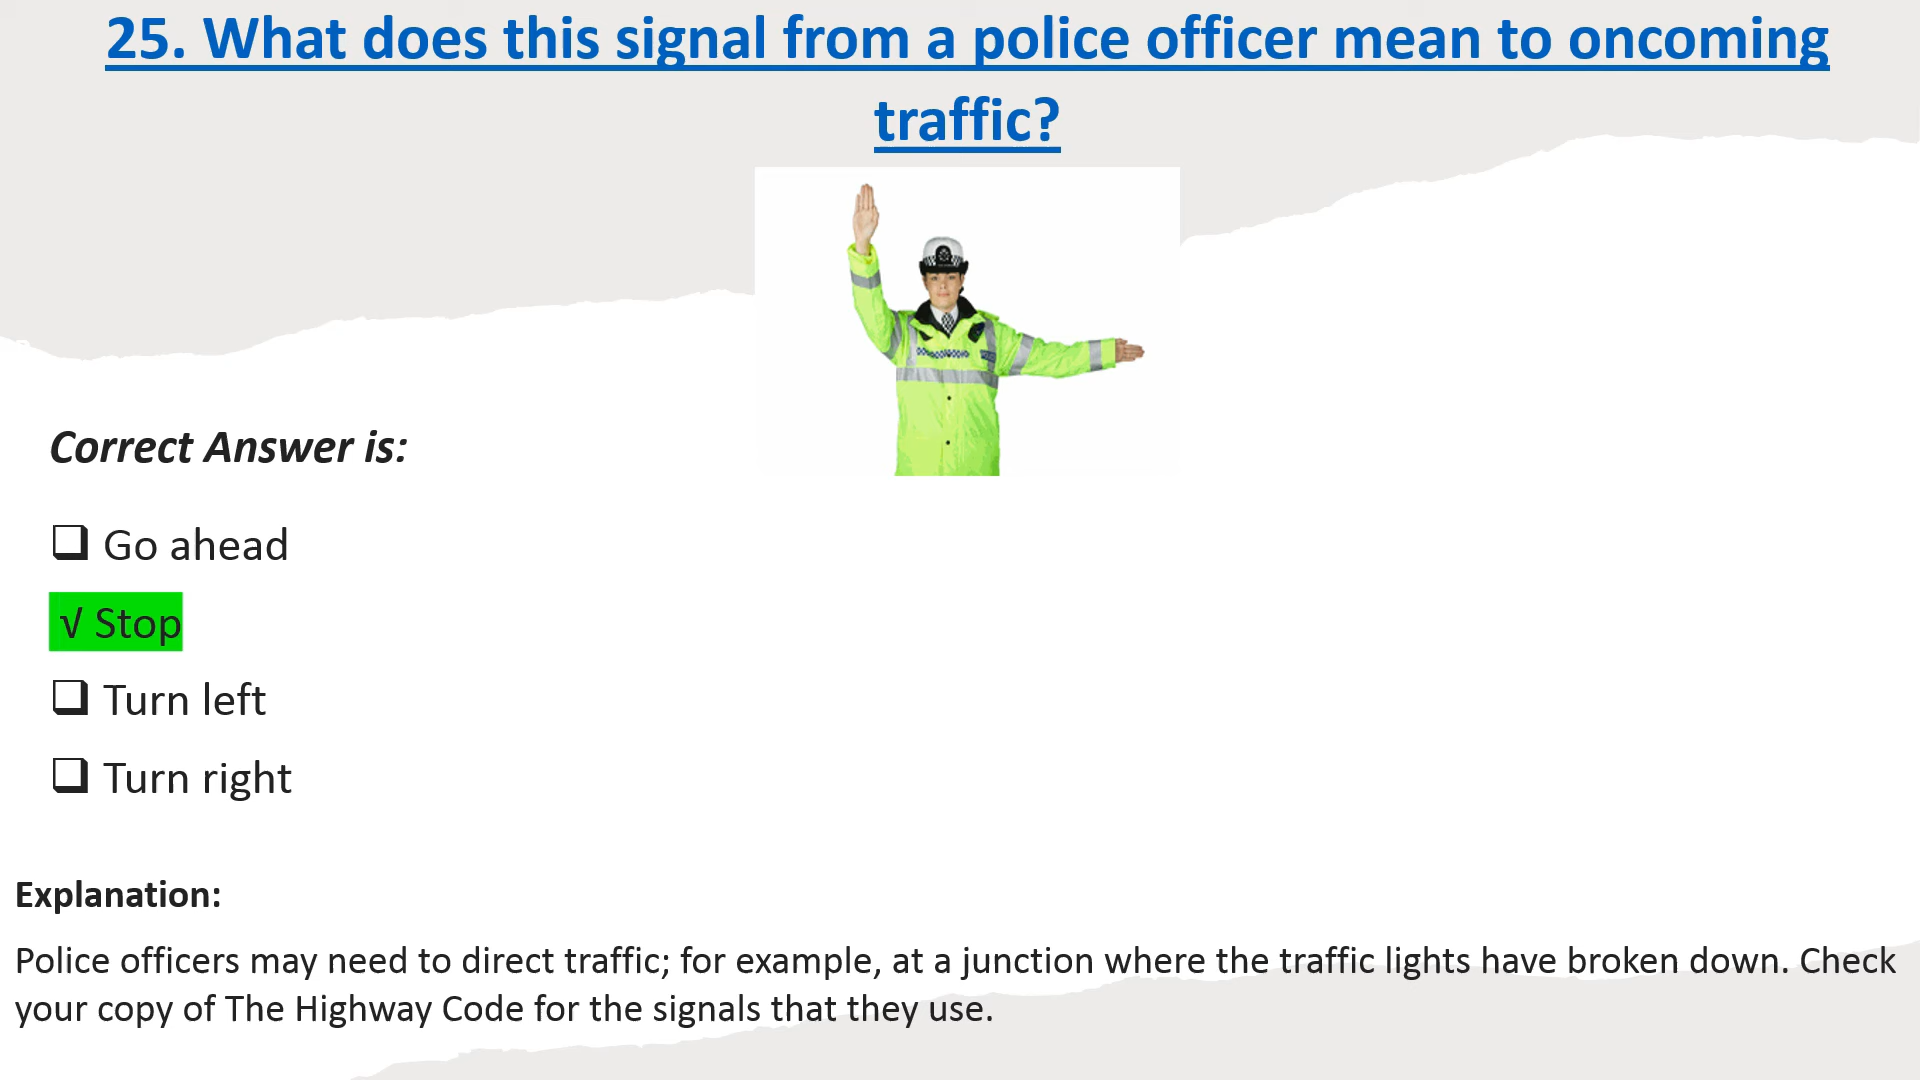 25. What does this signal from a police officer mean to oncoming
traffic?
Correct Answer is:
❑ Go ahead
√ Stop
❑ Turn left
❑ Turn right
Explanation:
Police officers may need to direct traffic; for example, at a junction where the traffic lights have broken down. Check
your copy of The Highway Code for the signals that they use.